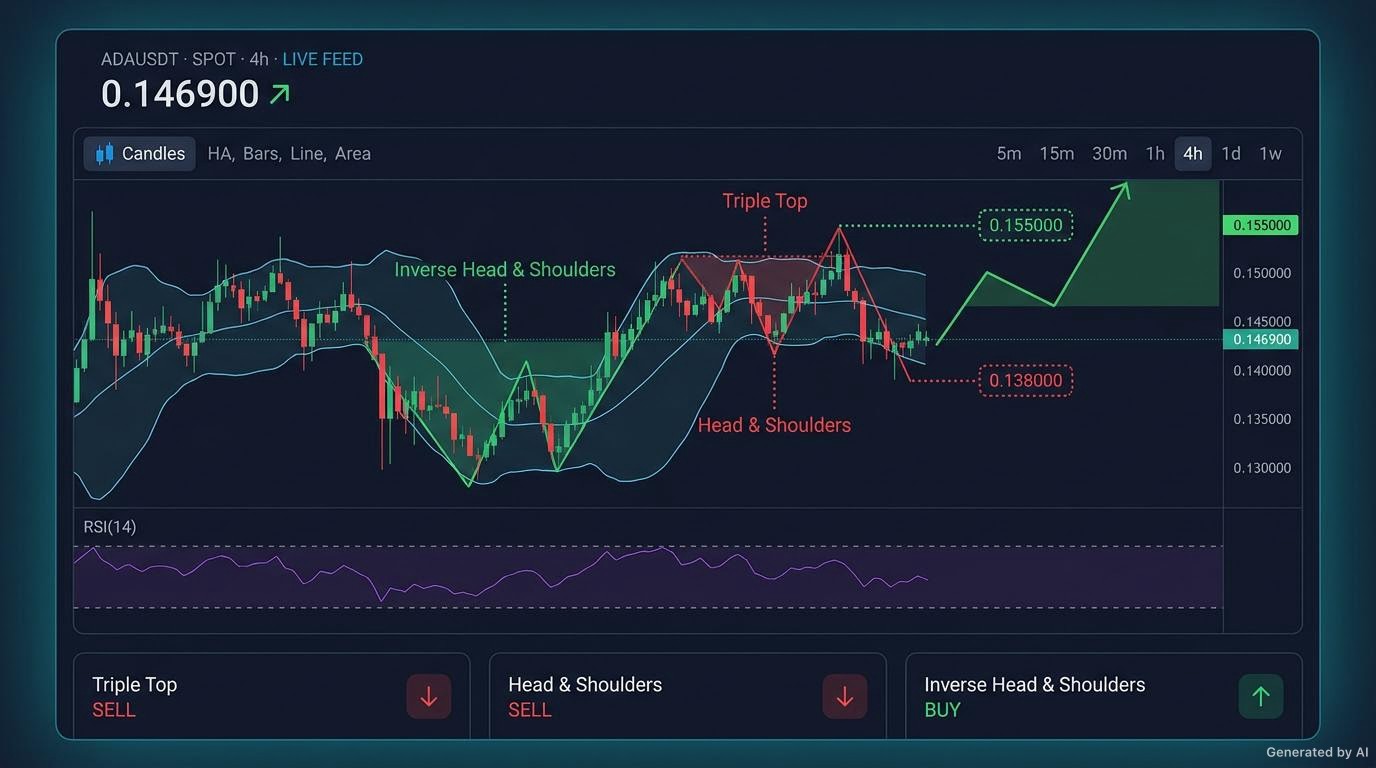 ADAUSDT · SPOT · 4h · LIVE FEED
0.146900
Candles HA, Bars, Line, Area 5m 15m 30m 1h 4h 1d 1w
Triple Top
0.155000 0.155000
Inverse Head & Shoulders
0.150000
0.145000
0.146900
0.140000
0.138000
0.135000
Head & Shoulders
0.130000
RSI(14)
Triple Top
SELL
Head & Shoulders
SELL
Inverse Head & Shoulders
BUY
Generated by AI